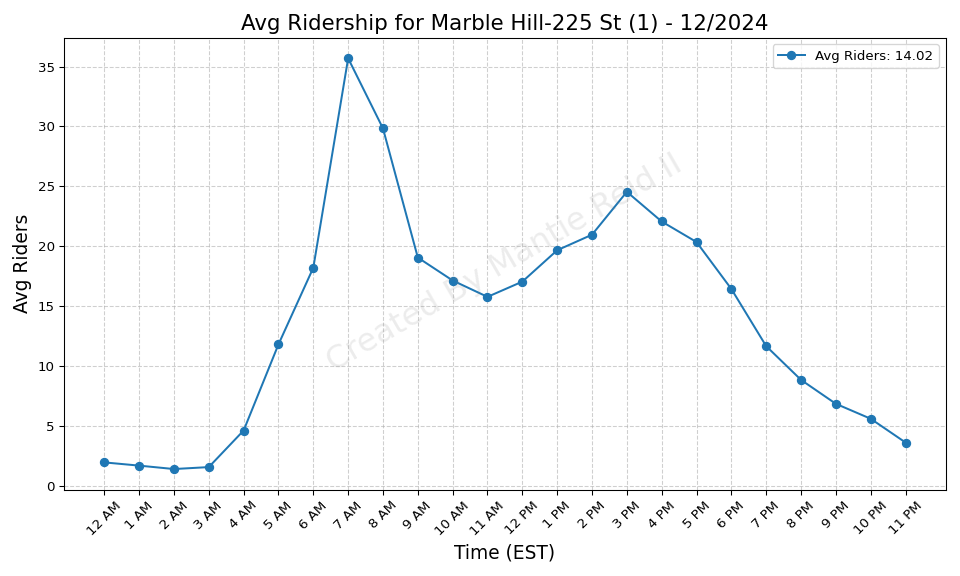 Avg Ridership for Marble Hill-225 St (1) - 12/2024
Avg Riders: 14.02
Avg Riders
35
30
25
20
15
10
5
0
Created By Mantle Reid II
12 AM
1 AM
2 AM
3 AM
4 AM
5 AM
6 AM
7 AM
8 AM
9 AM
10 AM
11 AM
12 PM
1 PM
2 PM
3 PM
4 PM
5 PM
6 PM
7 PM
8 PM
9 PM
10 PM
11 PM
Time (EST)